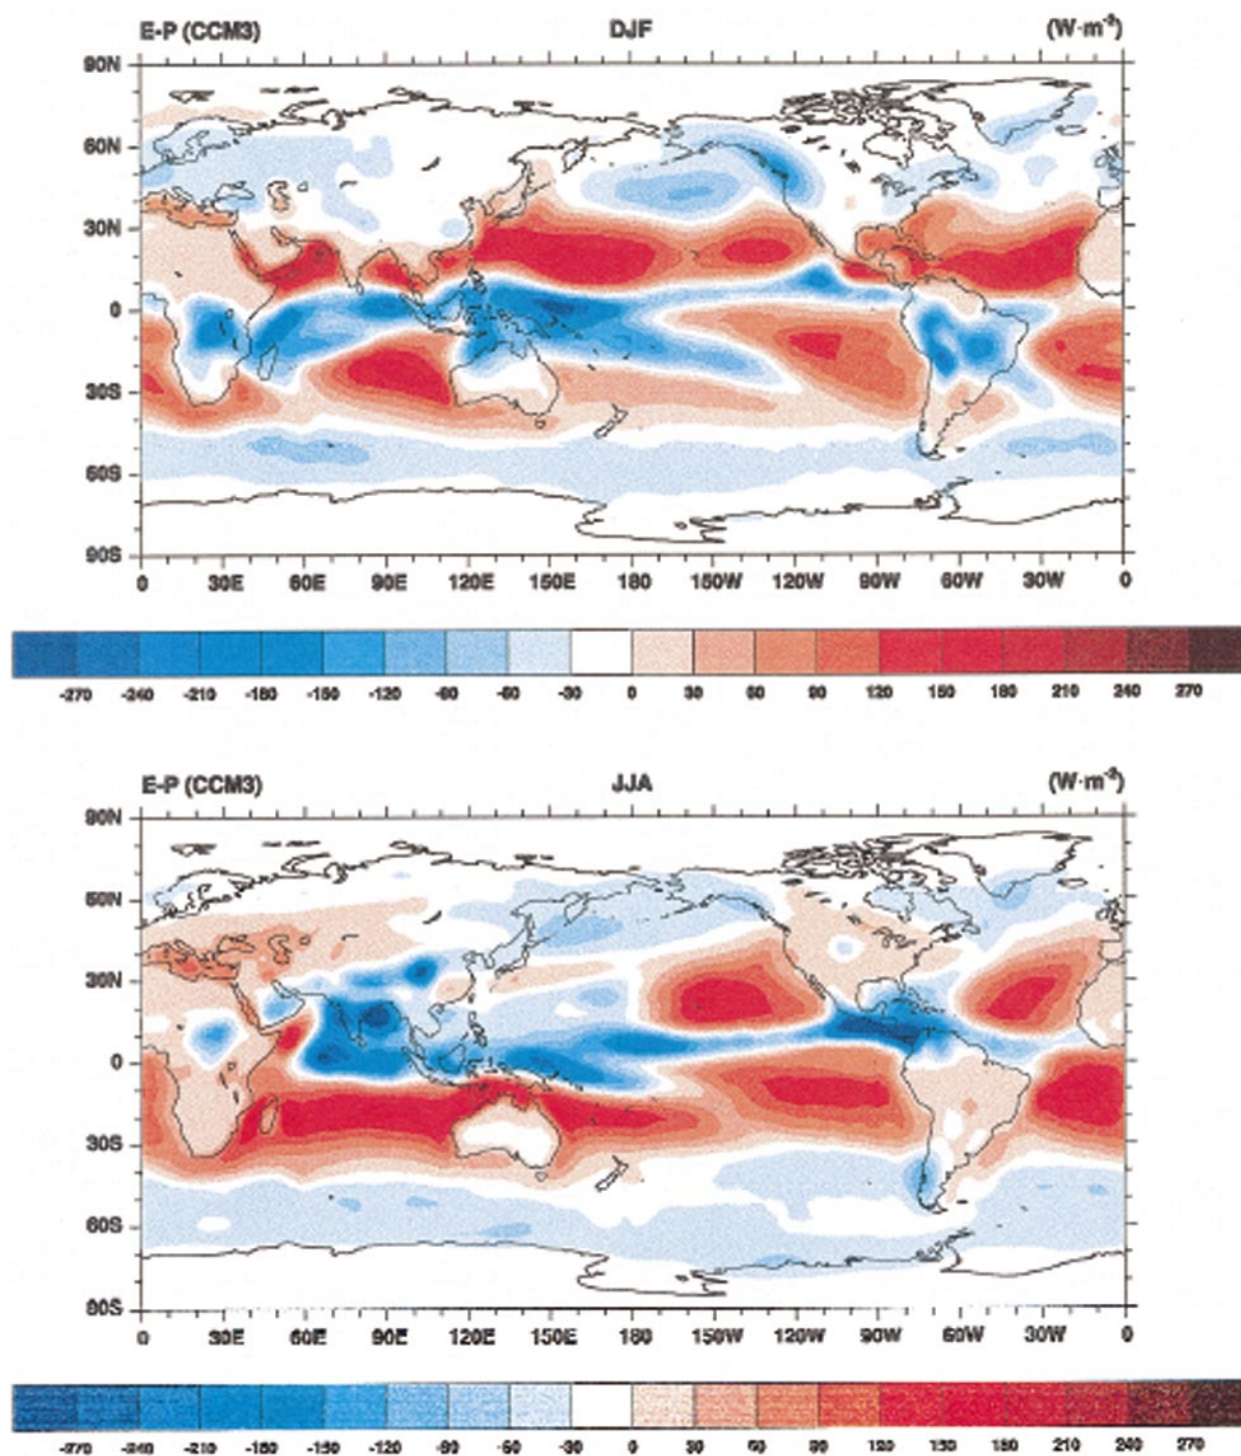 E-P (CCM3) DJF (W·m⁻²)
90N
60N
30N
0
30S
60S
90S
0 30E 60E 90E 120E 150E 180 150W 120W 90W 60W 30W 0
-270 -240 -210 -180 -150 -120 -90 -60 -30 0 30 60 90 120 150 180 210 240 270
E-P (CCM3) JJA (W·m⁻²)
90N
60N
30N
0
30S
60S
90S
0 30E 60E 90E 120E 150E 180 150W 120W 90W 60W 30W 0
-270 -240 -210 -180 -150 -120 -90 -60 -30 0 30 60 90 120 150 180 210 240 270